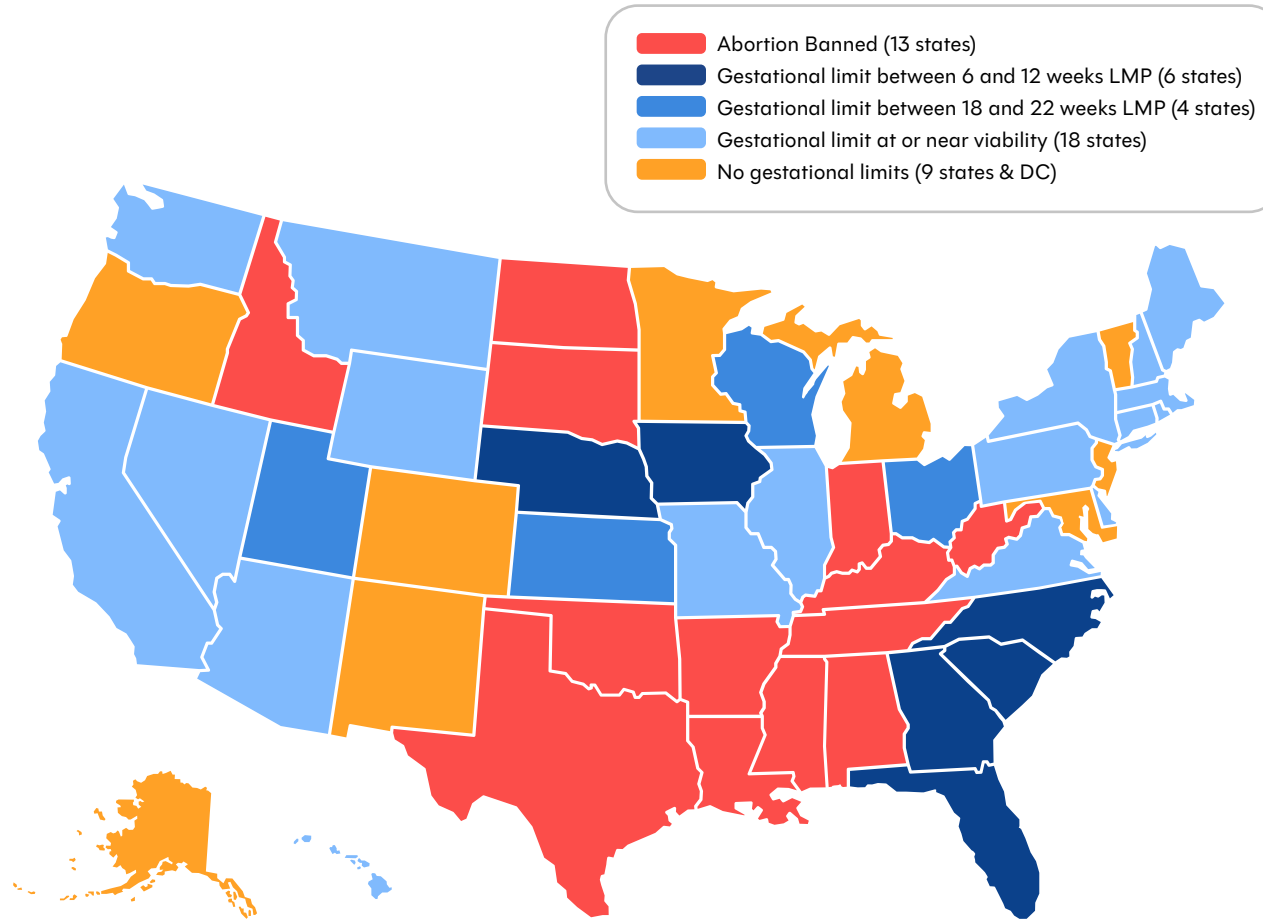 Abortion Banned (13 states)
Gestational limit between 6 and 12 weeks LMP (6 states)
Gestational limit between 18 and 22 weeks LMP (4 states)
Gestational limit at or near viability (18 states)
No gestational limits (9 states & DC)